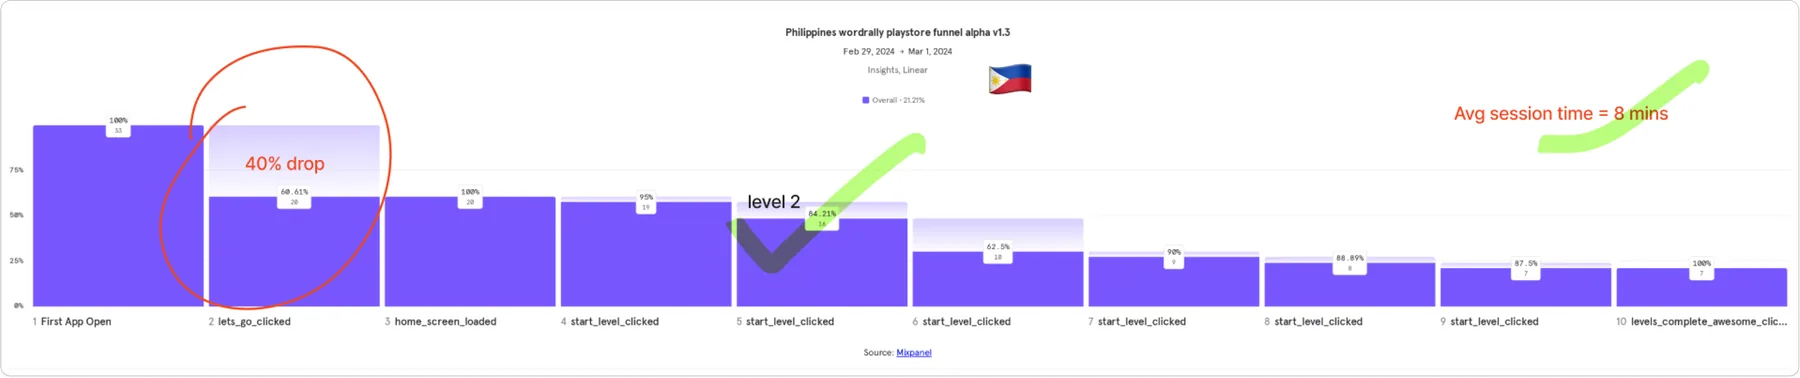 Philippines wordrally playstore funnel alpha v1.3
Feb 29, 2024 → Mar 1, 2024
Insights, Linear
Overall - 21.21%
Avg session time = 8 mins
40% drop
level 2
75%
50%
25%
0%
100%
33
60.61%
20
100%
20
95%
19
84.21%
16
62.5%
10
90%
9
88.89%
8
87.5%
7
100%
7
1 First App Open
2 lets_go_clicked
3 home_screen_loaded
4 start_level_clicked
5 start_level_clicked
6 start_level_clicked
7 start_level_clicked
8 start_level_clicked
9 start_level_clicked
10 levels_complete_awesome_clic...
Source: Mixpanel